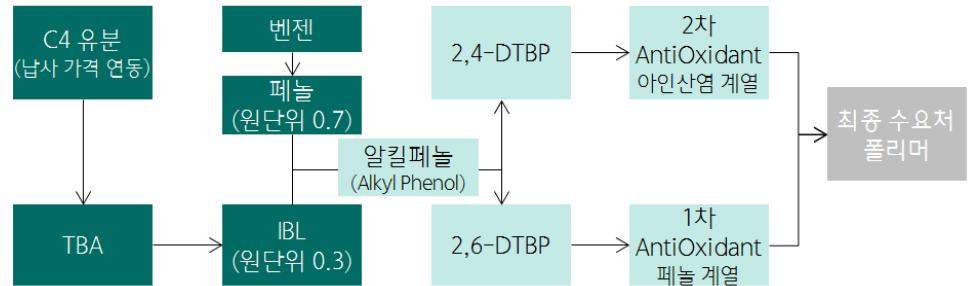 C4 유분
(납사 가격 연동)
TBA
벤젠
페놀
(원단위 0.7)
IBL
(원단위 0.3)
알킬페놀
(Alkyl Phenol)
2,4-DTBP
2,6-DTBP
2차
AntiOxidant
아인산염 계열
1차
AntiOxidant
페놀 계열
최종 수요처
폴리머